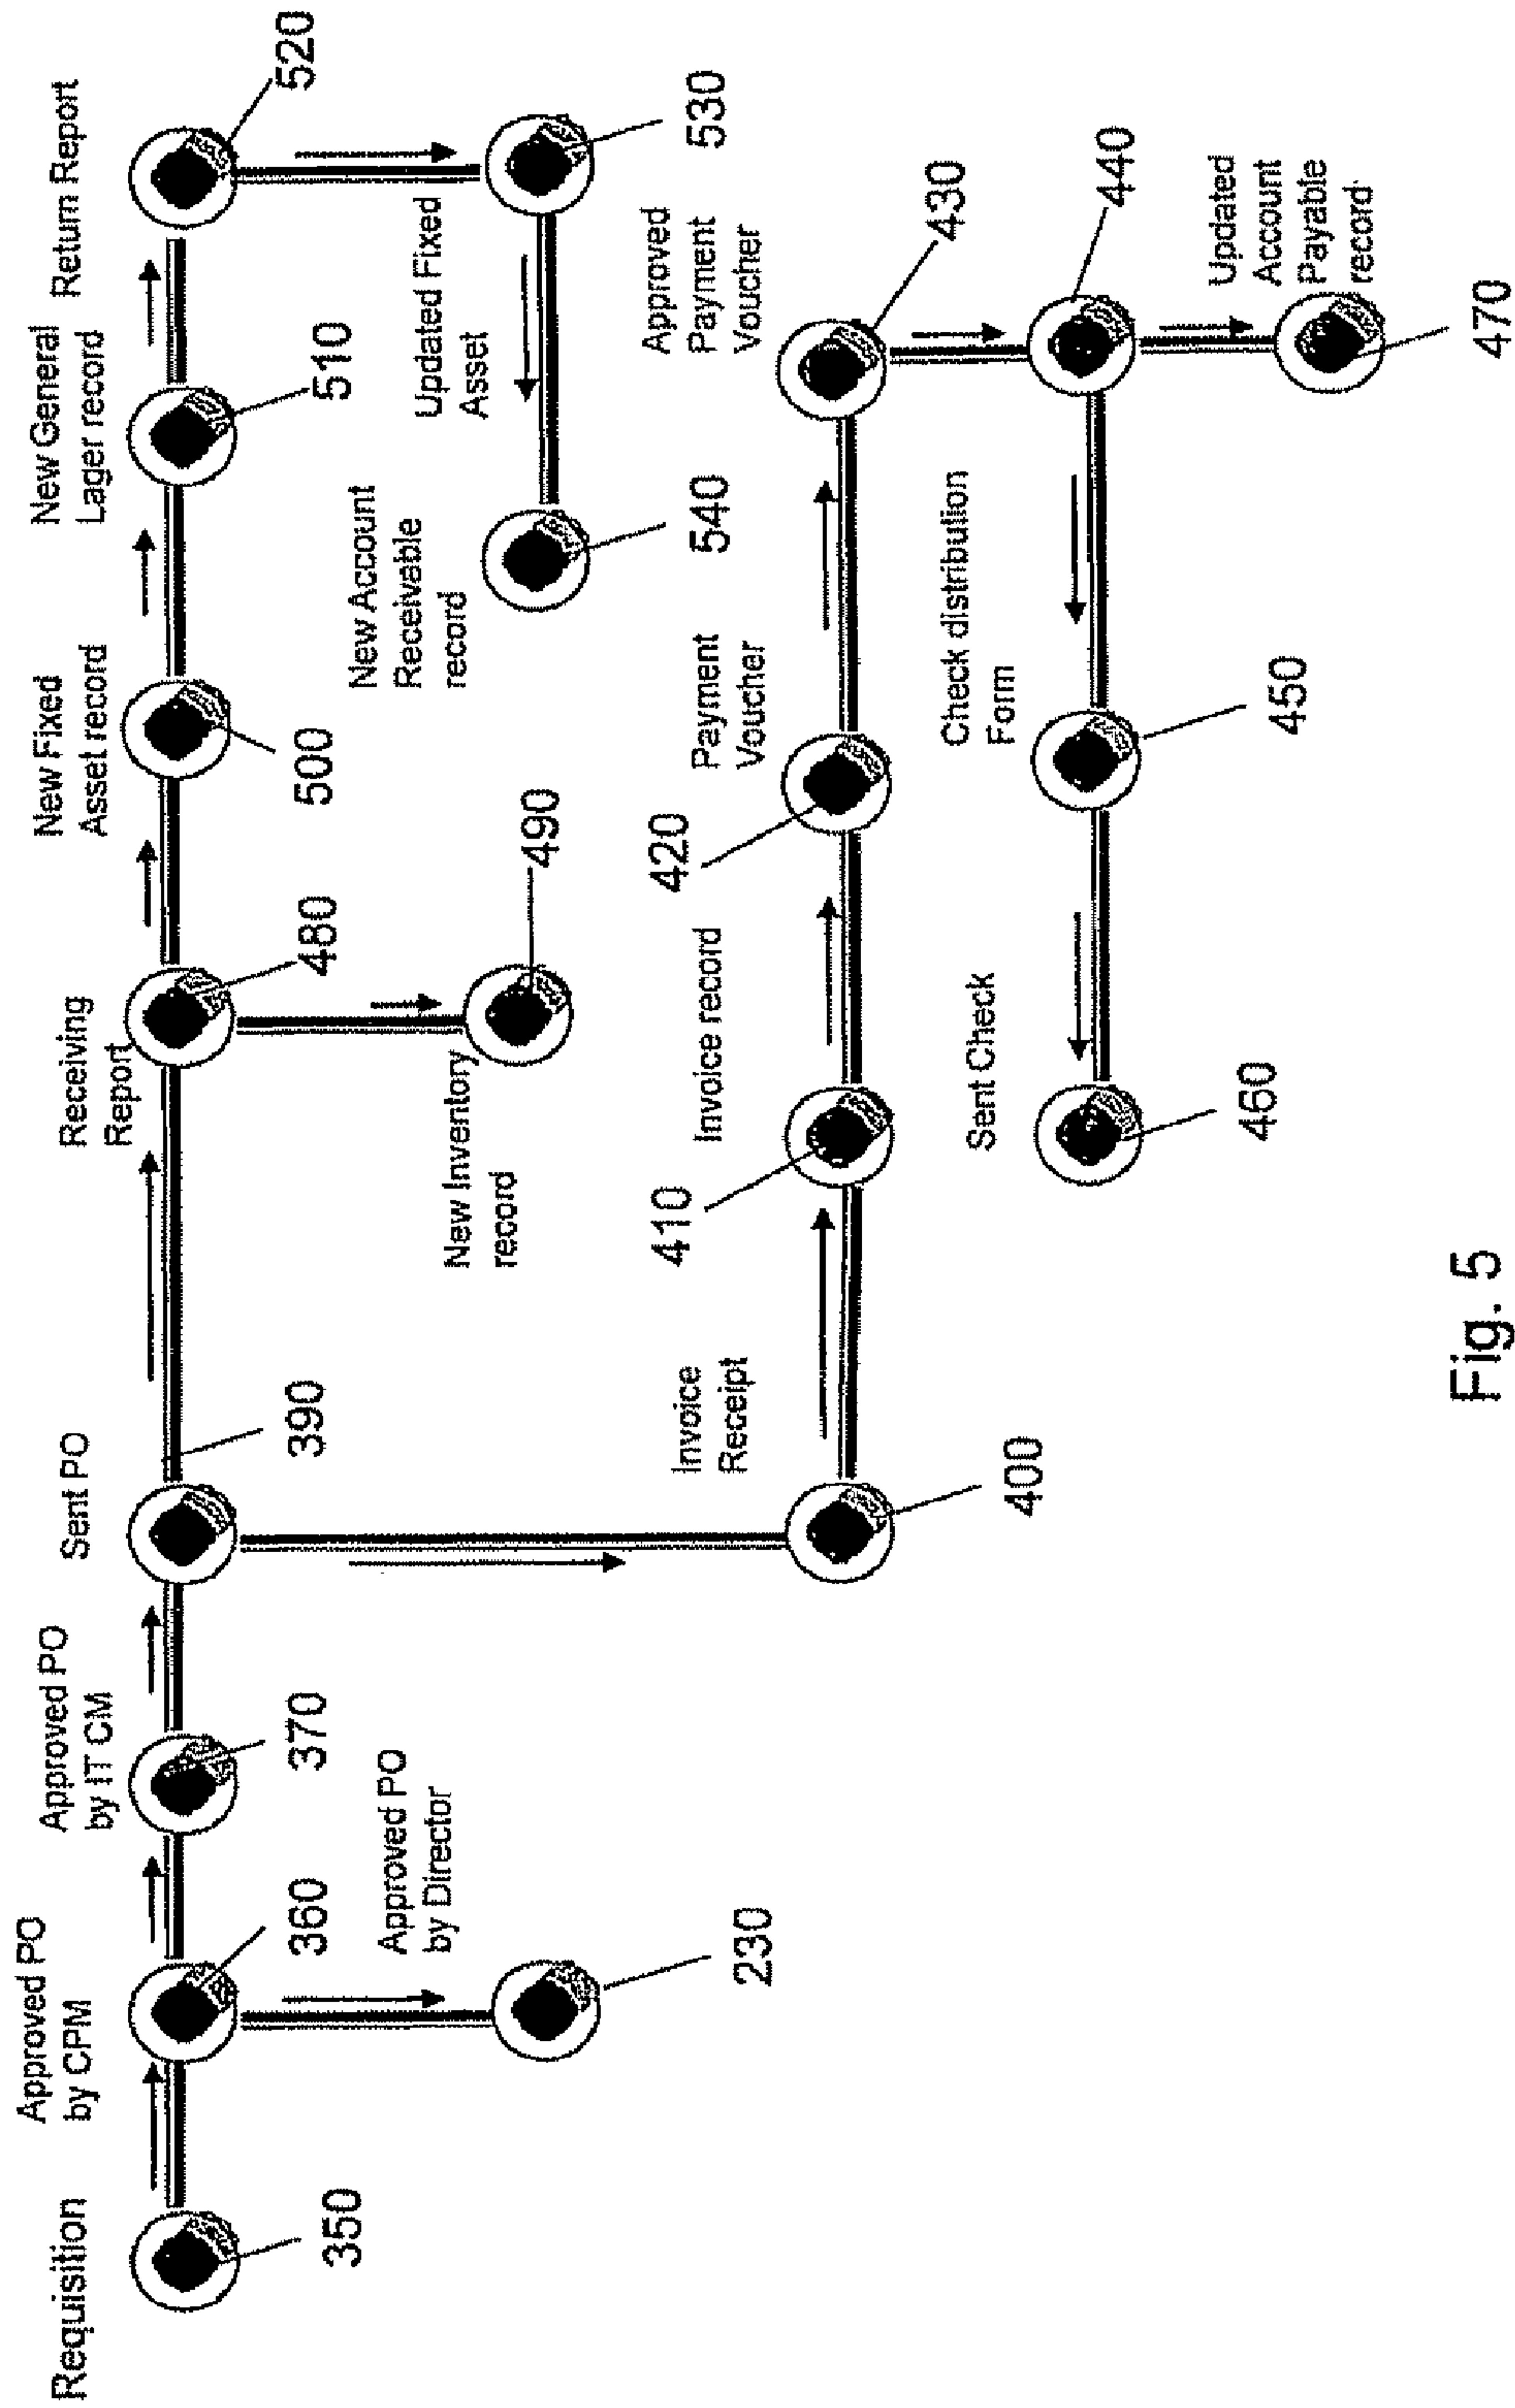 Requisition
350
Approved PO
by CPM
360
Approved PO
by Director
230
Approved PO
by IT CM
370
Sent PO
390
Receiving
Report
480
New Inventory
record
490
New Fixed
Asset record
500
New General
Lager record
510
Return Report
520
Updated Fixed
Asset
530
New Account
Receivable
record
540
Invoice
Receipt
400
Invoice record
410
Payment
Voucher
420
Approved
Payment
Voucher
430
440
Check distribution
Form
450
Sent Check
460
Updated
Account
Payable
record
470
Fig. 5